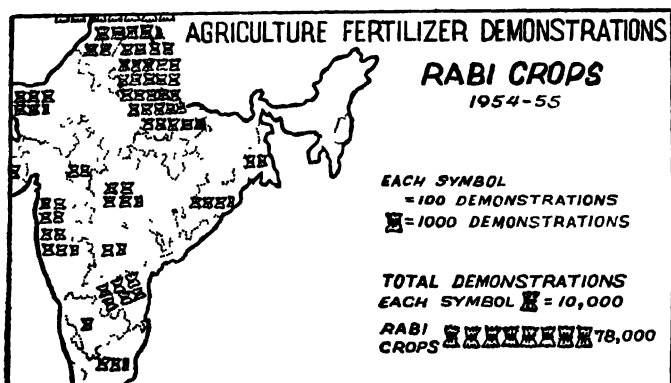 AGRICULTURE FERTILIZER DEMONSTRATIONS
RABI CROPS
1954-55
EACH SYMBOL
=100 DEMONSTRATIONS
=1000 DEMONSTRATIONS
TOTAL DEMONSTRATIONS
EACH SYMBOL =10,000
RABI
CROPS 78,000